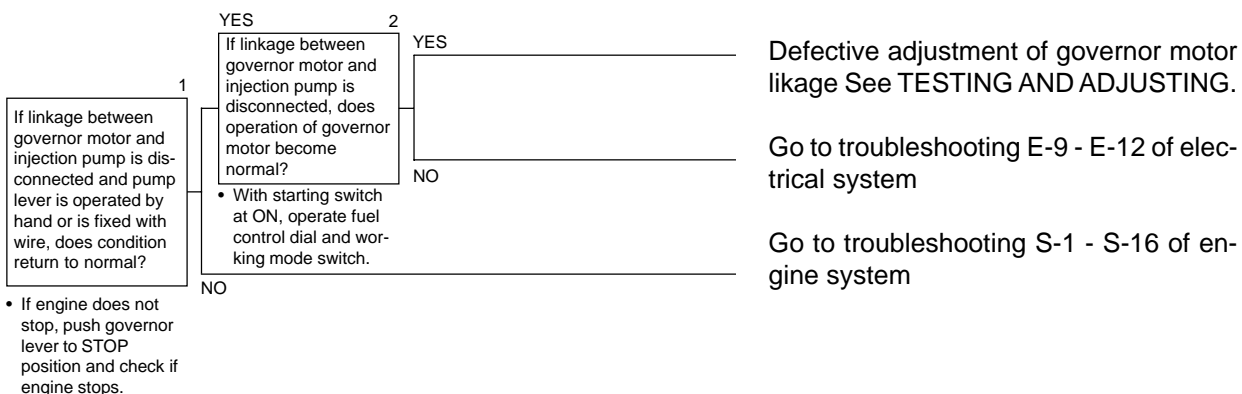 1
If linkage between
governor motor and
injection pump is dis-
connected and pump
lever is operated by
hand or is fixed with
wire, does condition
return to normal?
• If engine does not
stop, push governor
lever to STOP
position and check if
engine stops.
YES
2
If linkage between
governor motor and
injection pump is
disconnected, does
operation of governor
motor become
normal?
• With starting switch
at ON, operate fuel
control dial and wor-
king mode switch.
YES
Defective adjustment of governor motor
likage See TESTING AND ADJUSTING.
NO
Go to troubleshooting E-9 - E-12 of elec-
trical system
NO
Go to troubleshooting S-1 - S-16 of en-
gine system